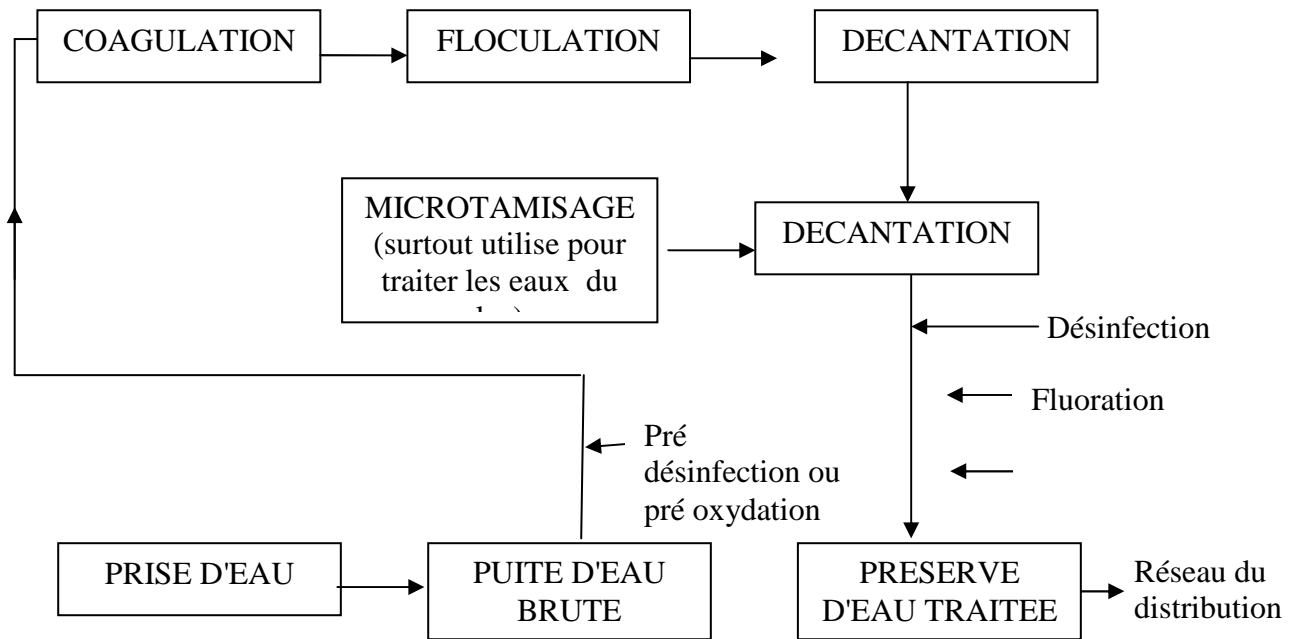 COAGULATION
FLOCULATION
DECANTATION
MICROTAMISAGE
(surtout utilise pour
traiter les eaux du
DECANTATION
Désinfection
Fluoration
Pré
désinfection ou
pré oxydation
PRISE D'EAU
PUITE D'EAU
BRUTE
PRESERVE
D'EAU TRAITEE
Réseau du
distribution